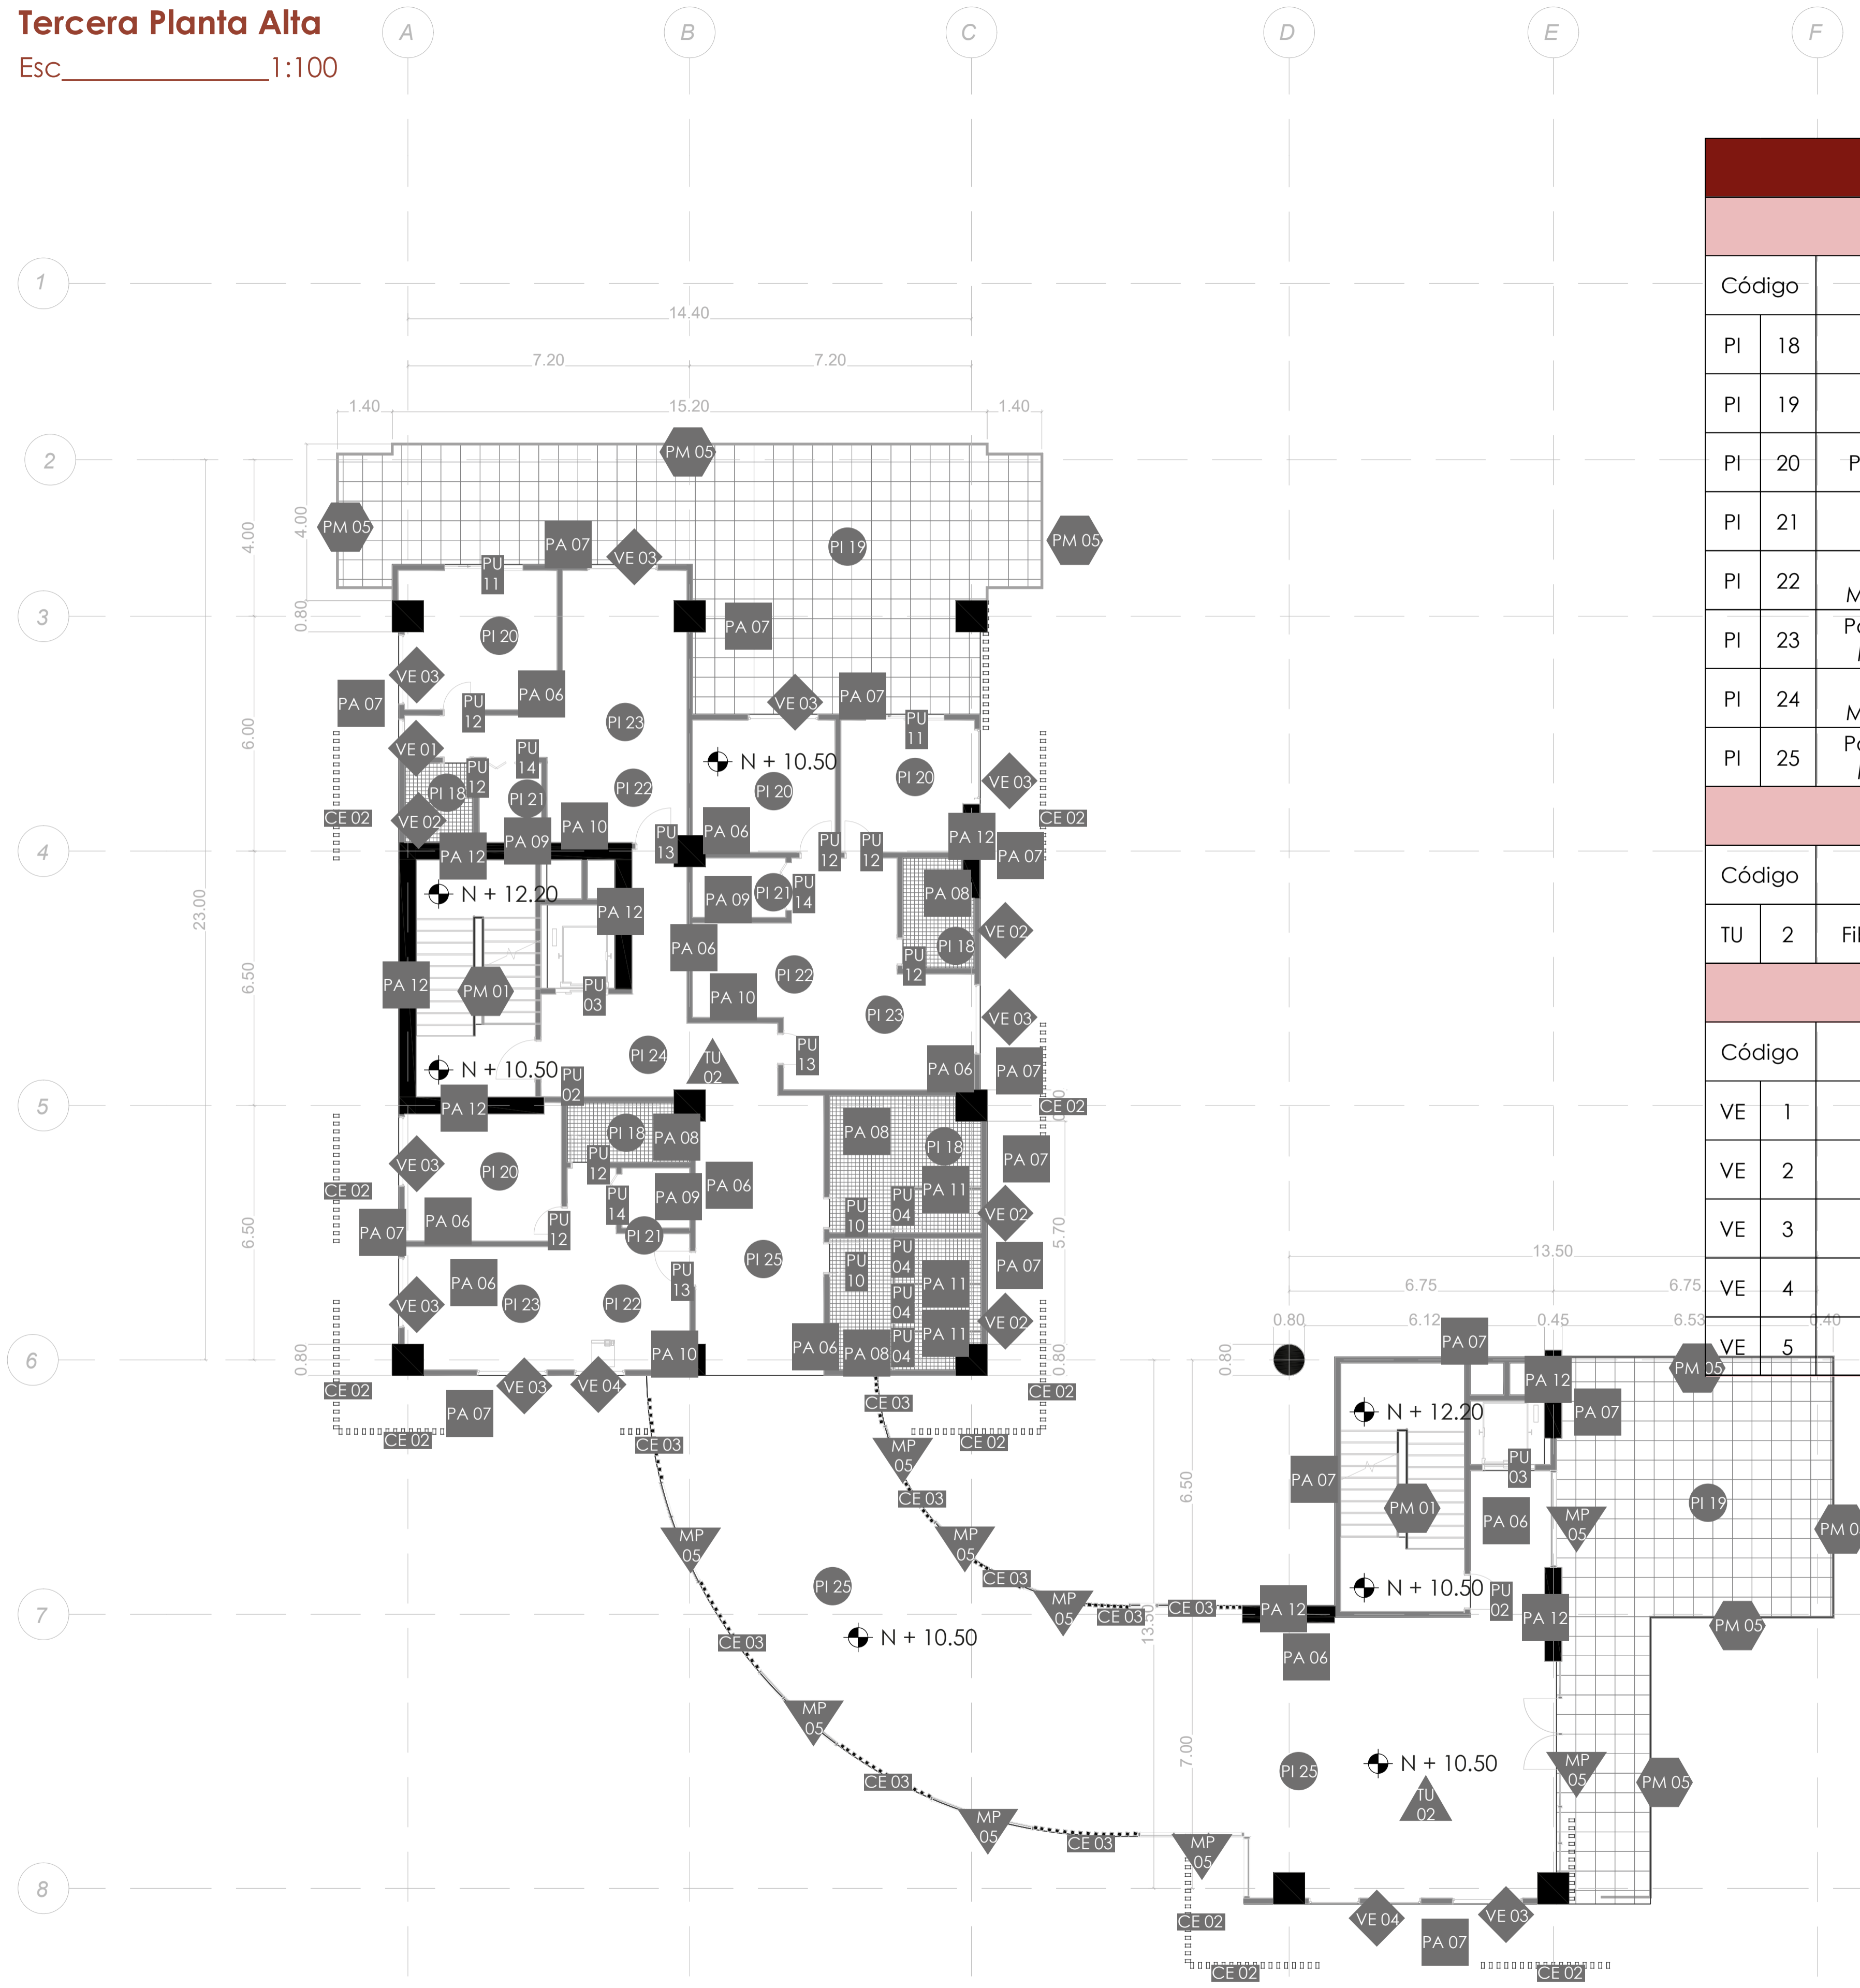 Tercera Planta Alta
Esc 1:100
A B C D E F
1
14.40
7.20 7.20
1.40 15.20 1.40
2
PM 05
PM 05 PI 19 PM 05
4.00 4.00
PA 07 VE 03
PU 11
3
0.80
PI 20 PA 07
VE 03 PA 06 PA 07
PA 07 PU 12 VE 03
PI 23 PU 11
6.00
VE 01 PU 14
N + 10.50
PI 18 PU 12 PI 21 PI 22 PI 20 PI 20 VE 03
VE 02 CE 02 PA 10 CE 02
PA 09 PU 13 PA 06 PU 12 PU 12 PA 12
4
PA 12 PA 07
N + 12.20
PA 12 PA 09 PI 21 PU 14 PA 08
23.00
PA 06 PI 18 VE 02
6.50
PA 12 PM 01 PU 03 PA 10 PI 22 PU 12
PI 23 VE 03
PI 24 TU 02 PU 13
N + 10.50
PU 02 PA 06 PA 07
5
PA 12 CE 02
PI 18 PA 08 PA 08 PI 18
VE 03 PI 20 PU 12 PA 07
CE 02 PU 14 PA 09 PA 06 PA 11
PA 07 PA 06 PU 12 PI 21 PU 10 PU 04 VE 02
6.50 5.70
PI 25 PU 10 PU 04 PA 07
PA 06 PU 13 PA 11
VE 03 PI 23 PI 22 PU 04 VE 02
PA 11
PA 10 PA 06 PA 08 PU 04
6
0.80 0.80
CE 02 VE 03 VE 04 CE 02
PA 07 CE 03
CE 02 CE 03 CE 02
MP 05
CE 03
MP 05 MP 05
CE 03
PI 25 MP 05
CE 03 CE 03
7
N + 10.50
CE 03
MP 05
CE 03
MP 05
CE 03
MP 05
8
13.50
6.75 6.75
0.80 6.12 0.45 6.53 0.40
0.80 PA 07 PM 05
PA 12
N + 12.20 PA 07
PA 07 PU 03
6.50 PM 01 PA 06 MP 05 PI 19 PM 0
N + 10.50 PU 02
PA 12 PA 12 PM 05
13.50
PA 06
7.00
N + 10.50
PI 25 TU 02 MP 05 PM 05
CE 02 VE 04 VE 03
PA 07
CE 02 CE 02
Código
PI 18
PI 19
PI 20 P
PI 21
PI 22 M
PI 23
PI 24 M
PI 25
Código
TU 2
Código
VE 1
VE 2
VE 3
VE 4
VE 5